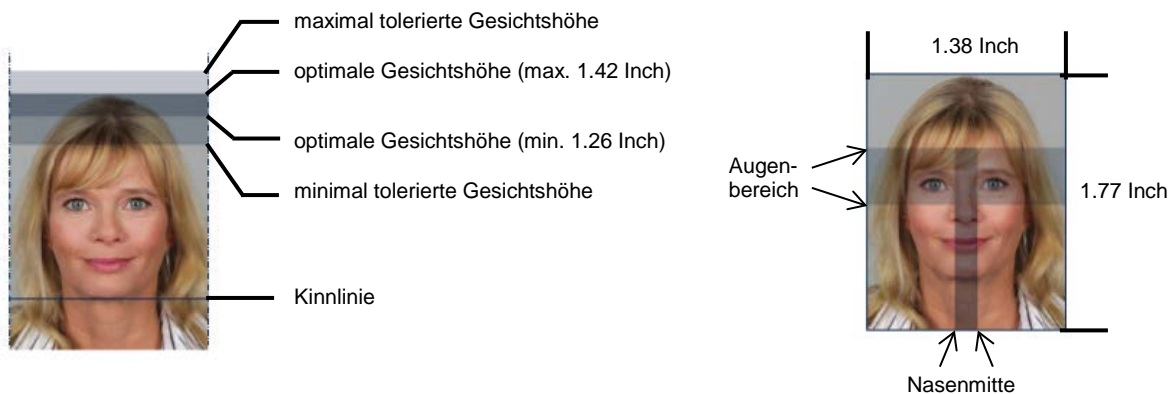 maximal tolerierte Gesichtshöhe
optimale Gesichtshöhe (max. 1.42 Inch)
optimale Gesichtshöhe (min. 1.26 Inch)
minimal tolerierte Gesichtshöhe
Kinnlinie
1.38 Inch
Augen-
bereich
1.77 Inch
Nasenmitte